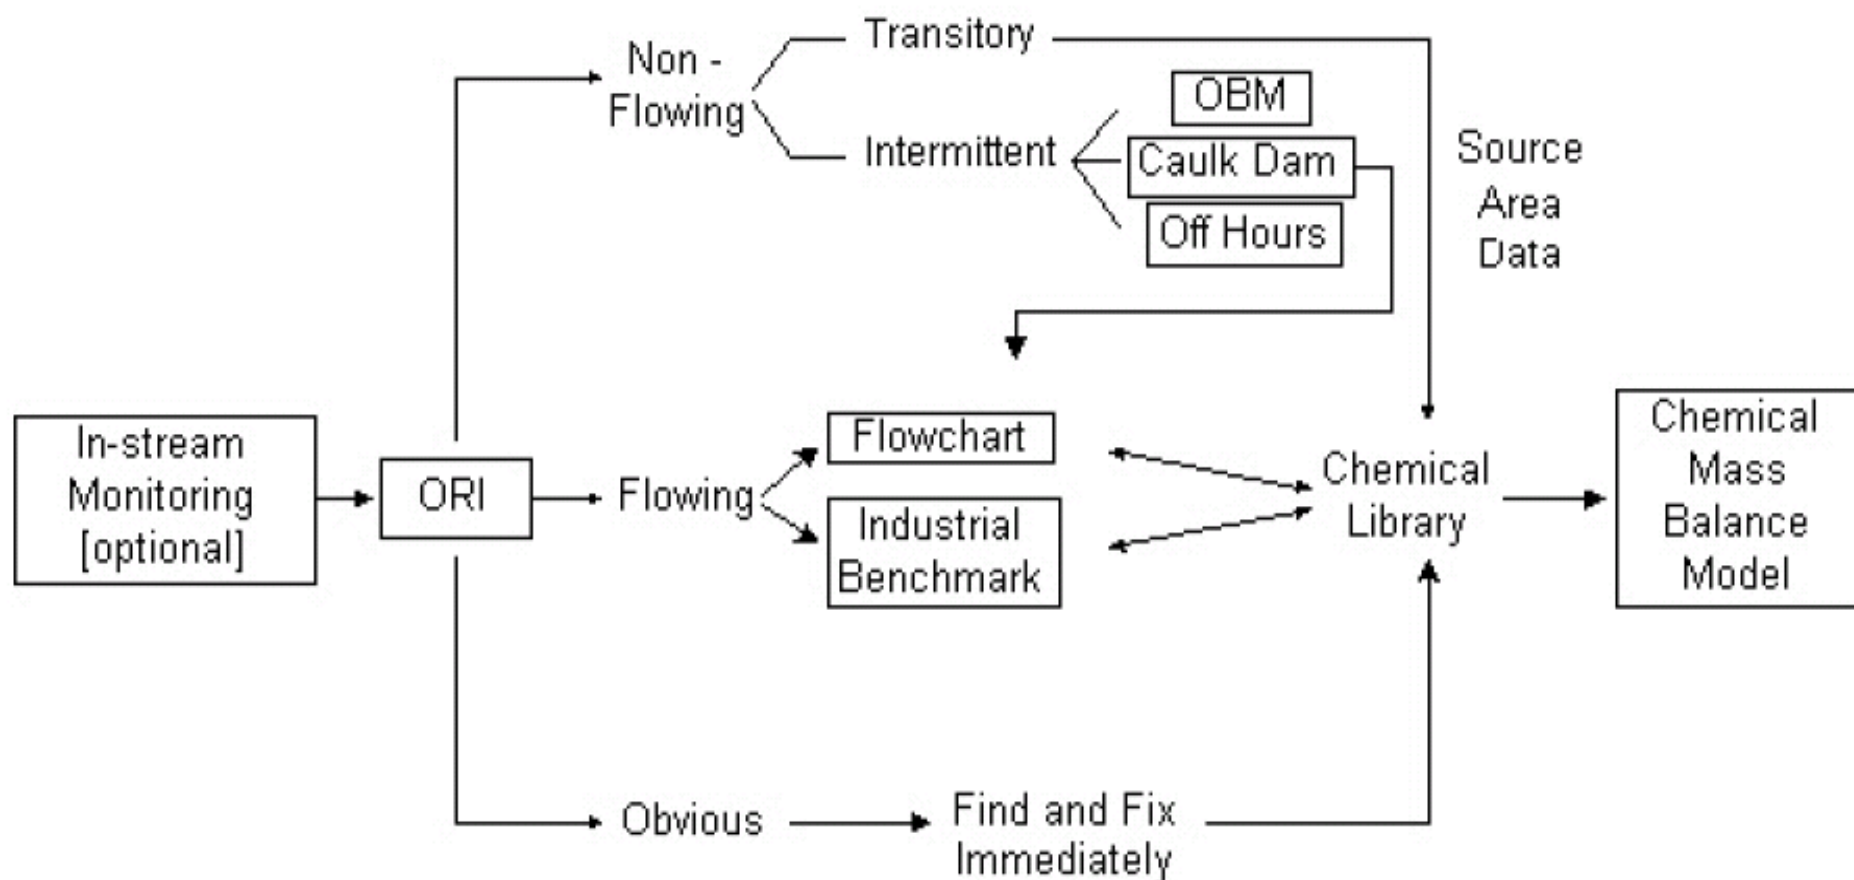 Non -
Flowing
Transitory
Intermittent
OBM
Caulk Dam
Off Hours
Source
Area
Data
In-stream
Monitoring
[optional]
ORI
Flowing
Flowchart
Industrial
Benchmark
Chemical
Library
Chemical
Mass
Balance
Model
Obvious
Find and Fix
Immediately